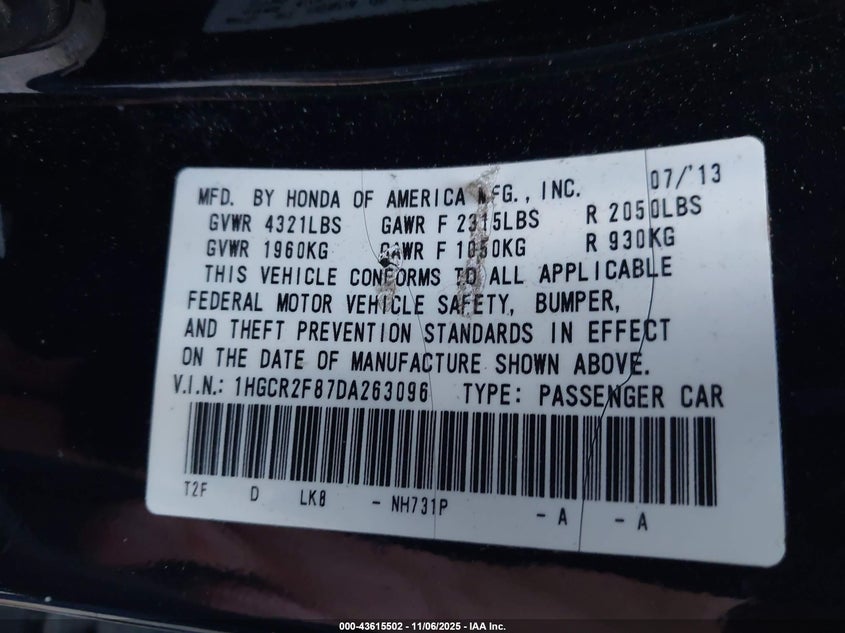 MFD. BY HONDA OF AMERICA MFG., INC. 07/'13
GVWR 4321LBS GAWR F 2315LBS R 2050LBS
GVWR 1960KG GAWR F 1050KG R 930KG
THIS VEHICLE CONFORMS TO ALL APPLICABLE
FEDERAL MOTOR VEHICLE SAFETY, BUMPER,
AND THEFT PREVENTION STANDARDS IN EFFECT
ON THE DATE OF MANUFACTURE SHOWN ABOVE.
V.I.N.: 1HGCR2F87DA263096 TYPE: PASSENGER CAR
T2F D LK8 - NH731P - A - A
000-43615502 - 11/06/2025 - IAA Inc.